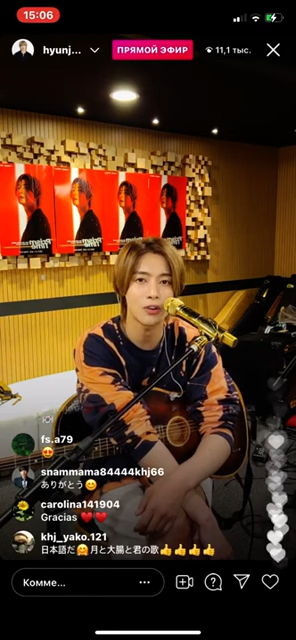 15:06
hyunj...
ПРЯМОЙ ЭФИР
11,1 тыс.
fs.a79
😍
snammama84444khj66
ありがとう😊
carolina141904
Gracias ❤️❤️
khj_yako.121
日本語だ🤗月と大腸と君の歌👍👍👍👍
Комме...